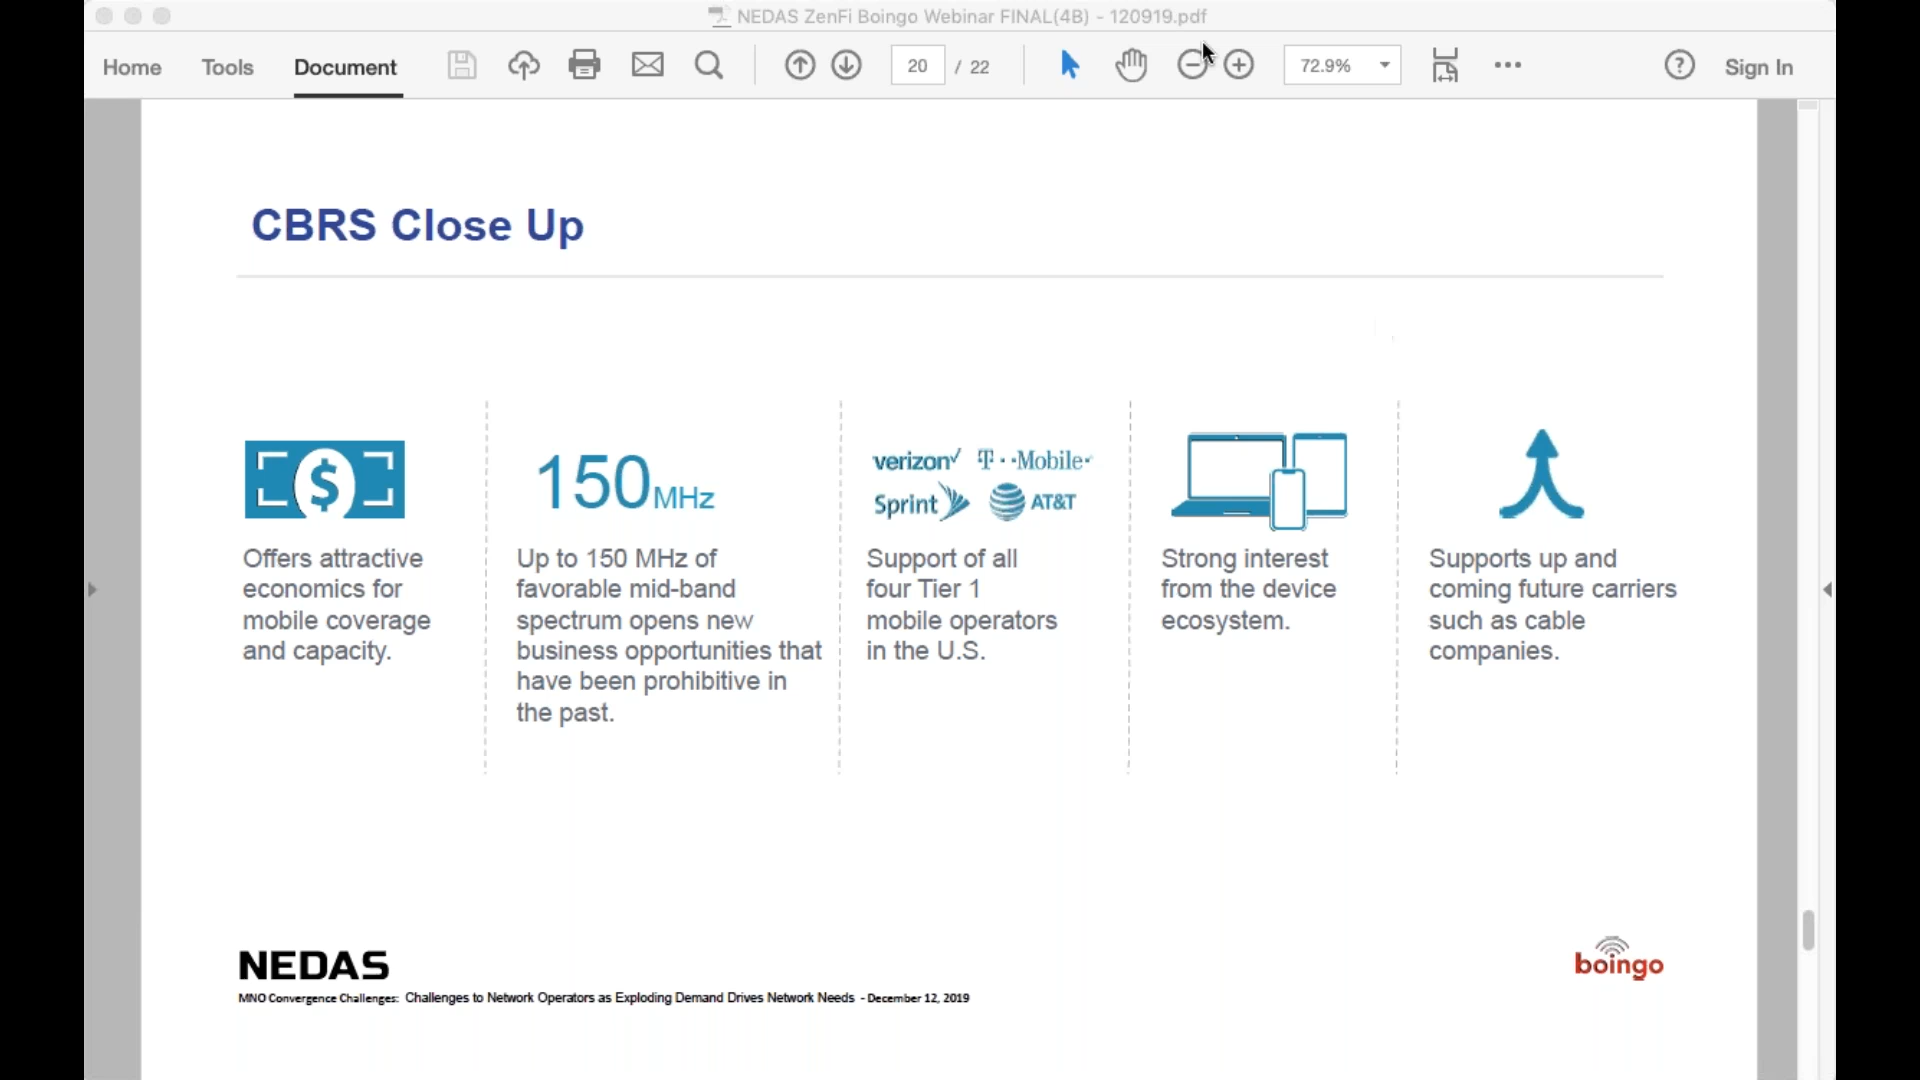 NEDAS ZenFi Boingo Webinar FINAL(4B) - 120919.pdf
Home Tools Document 20 / 22 72.9% Sign In
CBRS Close Up
$
Offers attractive
economics for
mobile coverage
and capacity.
150MHz
Up to 150 MHz of
favorable mid-band
spectrum opens new
business opportunities that
have been prohibitive in
the past.
verizon T··Mobile·
Sprint AT&T
Support of all
four Tier 1
mobile operators
in the U.S.
Strong interest
from the device
ecosystem.
Supports up and
coming future carriers
such as cable
companies.
NEDAS
MNO Convergence Challenges: Challenges to Network Operators as Exploding Demand Drives Network Needs - December 12, 2019
boingo